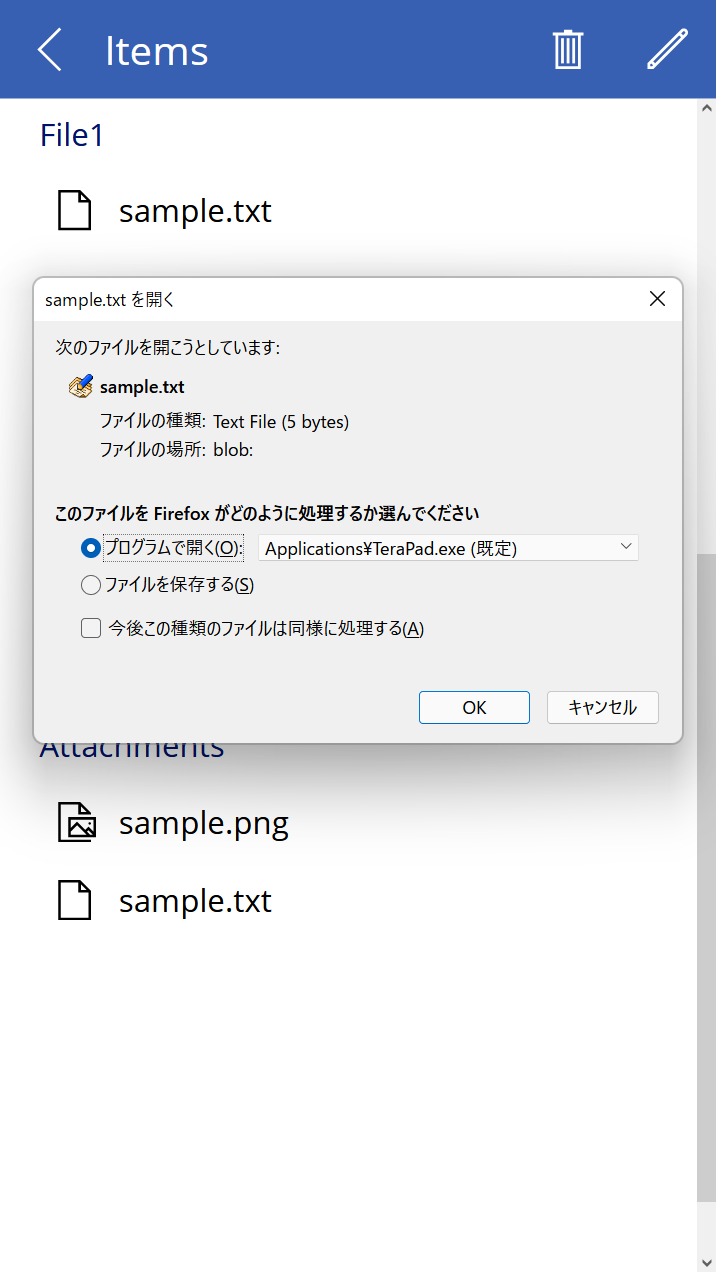 Items
File1
sample.txt
sample.txt を開く
次のファイルを開こうとしています:
sample.txt
ファイルの種類: Text File (5 bytes)
ファイルの場所: blob:
このファイルを Firefox がどのように処理するか選んでください
プログラムで開く(O): Applications¥TeraPad.exe (既定)
ファイルを保存する(S)
今後この種類のファイルは同様に処理する(A)
OK キャンセル
Attachments
sample.png
sample.txt